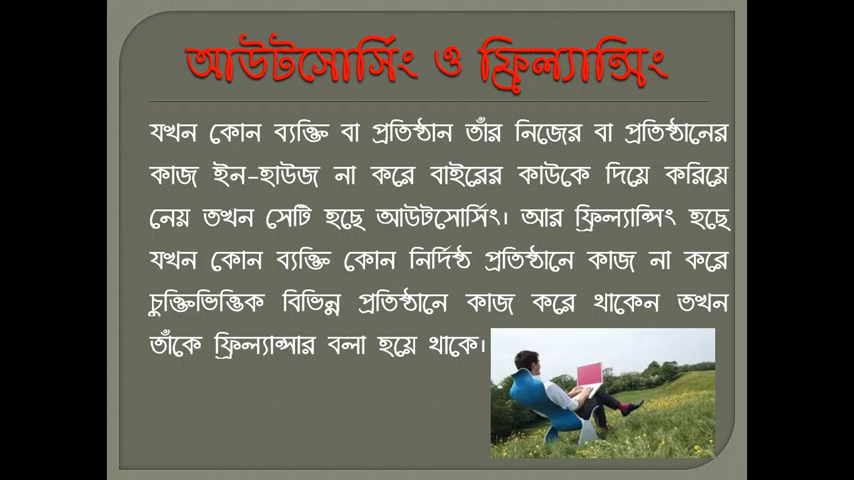 আউটসোর্সিং ও ফ্রিল্যান্সিং
যখন কোন ব্যক্তি বা প্রতিষ্ঠান তাঁর নিজের বা প্রতিষ্ঠানের
কাজ ইন-হাউজ না করে বাইরের কাউকে দিয়ে করিয়ে
নেয় তখন সেটি হচ্ছে আউটসোর্সিং। আর ফ্রিল্যান্সিং হচ্ছে
যখন কোন ব্যক্তি কোন নির্দিষ্ঠ প্রতিষ্ঠানে কাজ না করে
চুক্তিভিত্তিক বিভিন্ন প্রতিষ্ঠানে কাজ করে থাকেন তখন
তাঁকে ফ্রিল্যান্সার বলা হয়ে থাকে।